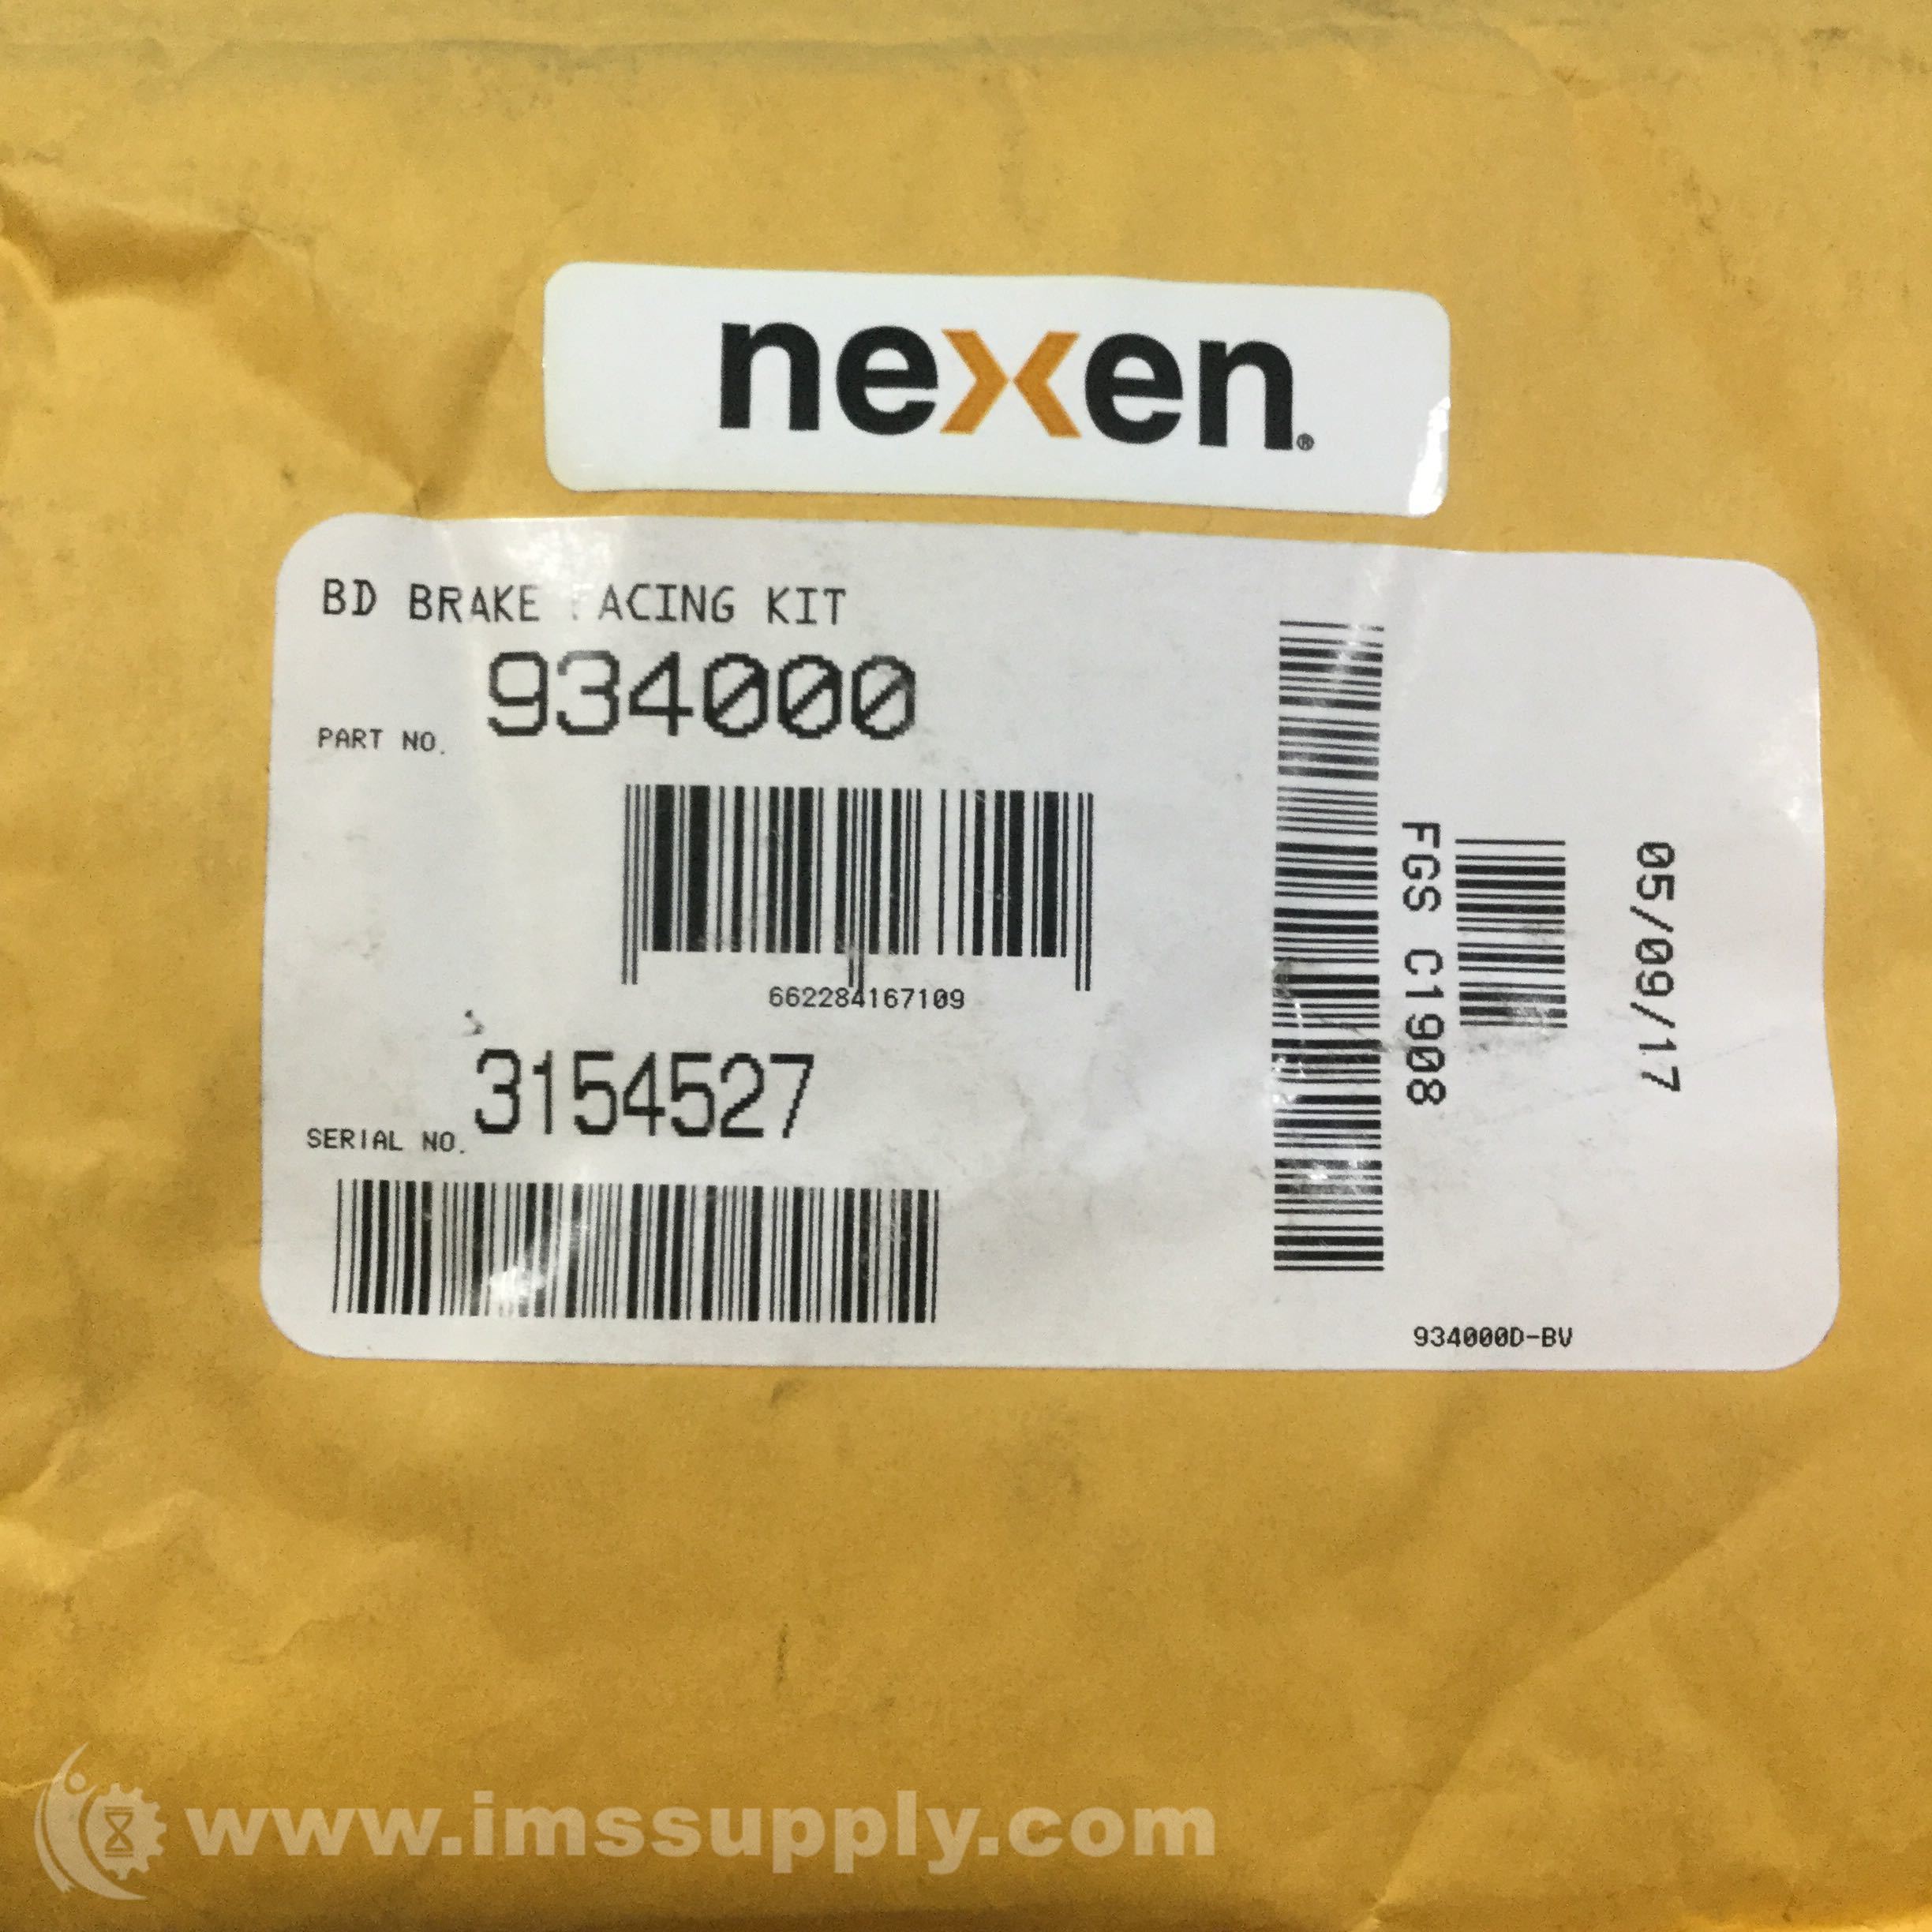 nexen®
BD BRAKE FACING KIT
PART NO. 934000
662284167109
SERIAL NO. 3154527
FGS C1908
05/09/17
934000D-BV
www.imssupply.com